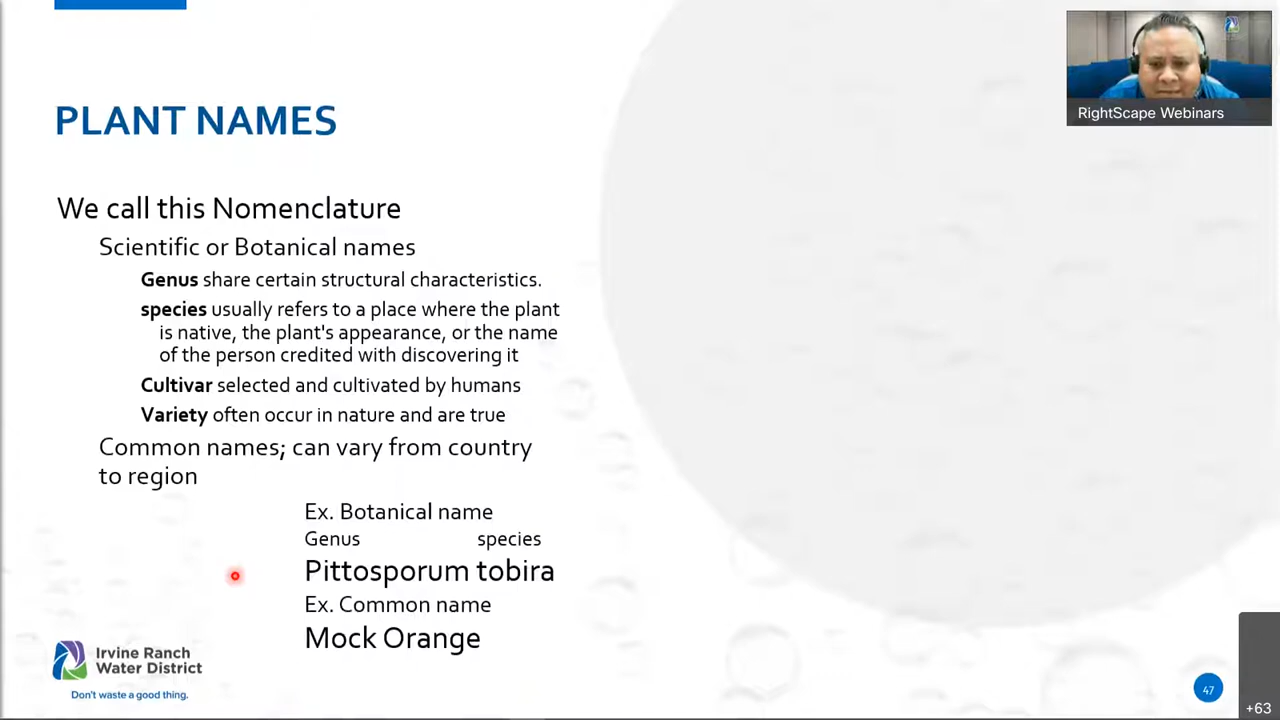 RightScape Webinars
PLANT NAMES
We call this Nomenclature
Scientific or Botanical names
Genus share certain structural characteristics.
species usually refers to a place where the plant
is native, the plant's appearance, or the name
of the person credited with discovering it
Cultivar selected and cultivated by humans
Variety often occur in nature and are true
Common names; can vary from country
to region
Ex. Botanical name
Genus species
Pittosporum tobira
Ex. Common name
Mock Orange
Irvine Ranch
Water District
Don't waste a good thing.
47
+63